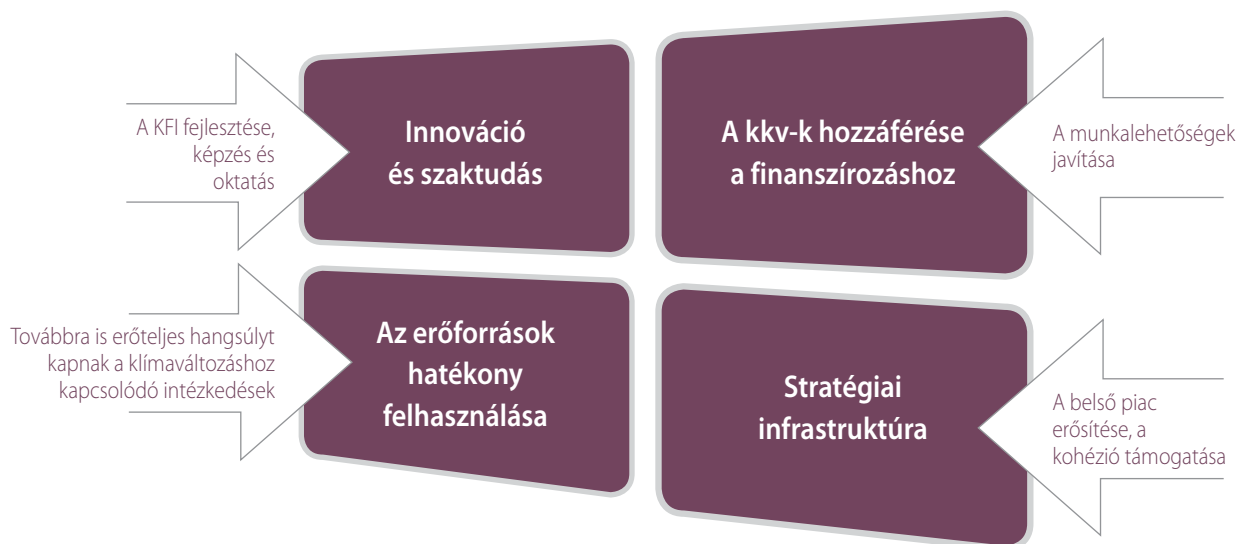 A KFI fejlesztése,
képzés és
oktatás
Innováció
és szaktudás
A kkv-k hozzáférése
a finanszírozáshoz
A munkalehetőségek
javítása
Továbbra is erőteljes hangsúlyt
kapnak a klímaváltozáshoz
kapcsolódó intézkedések
Az erőforrások
hatékony
felhasználása
Stratégiai
infrastruktúra
A belső piac
erősítése, a
kohézió támogatása